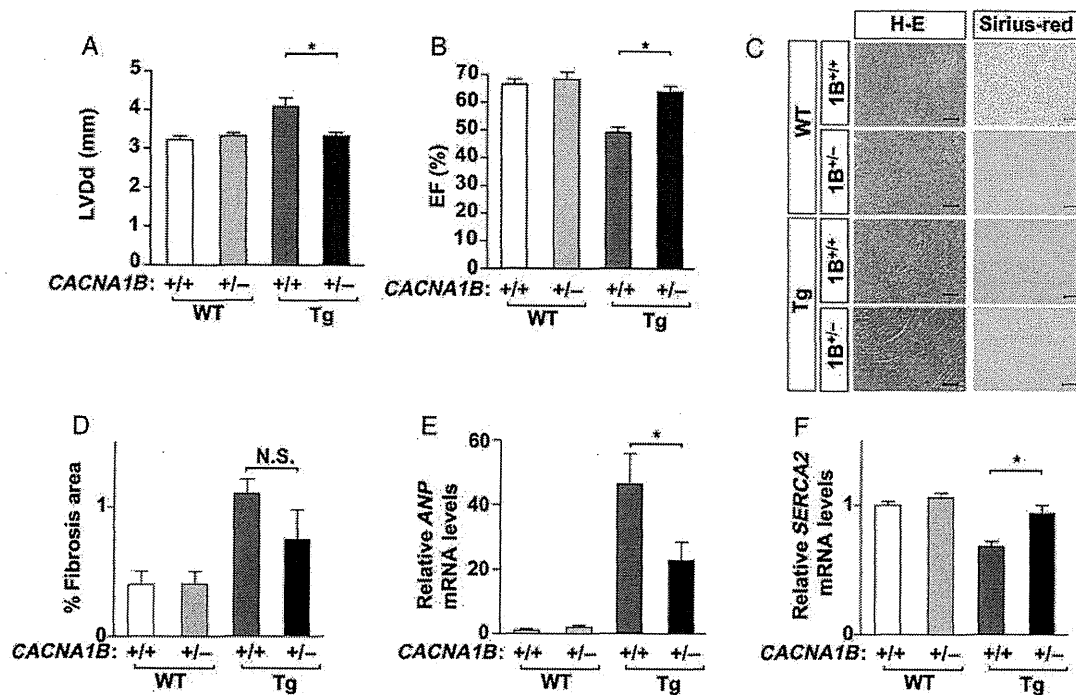 A
LVDd (mm)
5
4
3
2
1
0
*
CACNA1B: +/+ +/– +/+ +/–
WT Tg
B
EF (%)
70
60
50
40
30
20
10
0
*
CACNA1B: +/+ +/– +/+ +/–
WT Tg
C
H-E Sirius-red
WT
1B+/+
1B+/–
Tg
1B+/+
1B+/–
D
% Fibrosis area
1
0
N.S.
CACNA1B: +/+ +/– +/+ +/–
WT Tg
E
Relative ANP
mRNA levels
60
40
20
0
*
CACNA1B: +/+ +/– +/+ +/–
WT Tg
F
Relative SERCA2
mRNA levels
1
0
*
CACNA1B: +/+ +/– +/+ +/–
WT Tg